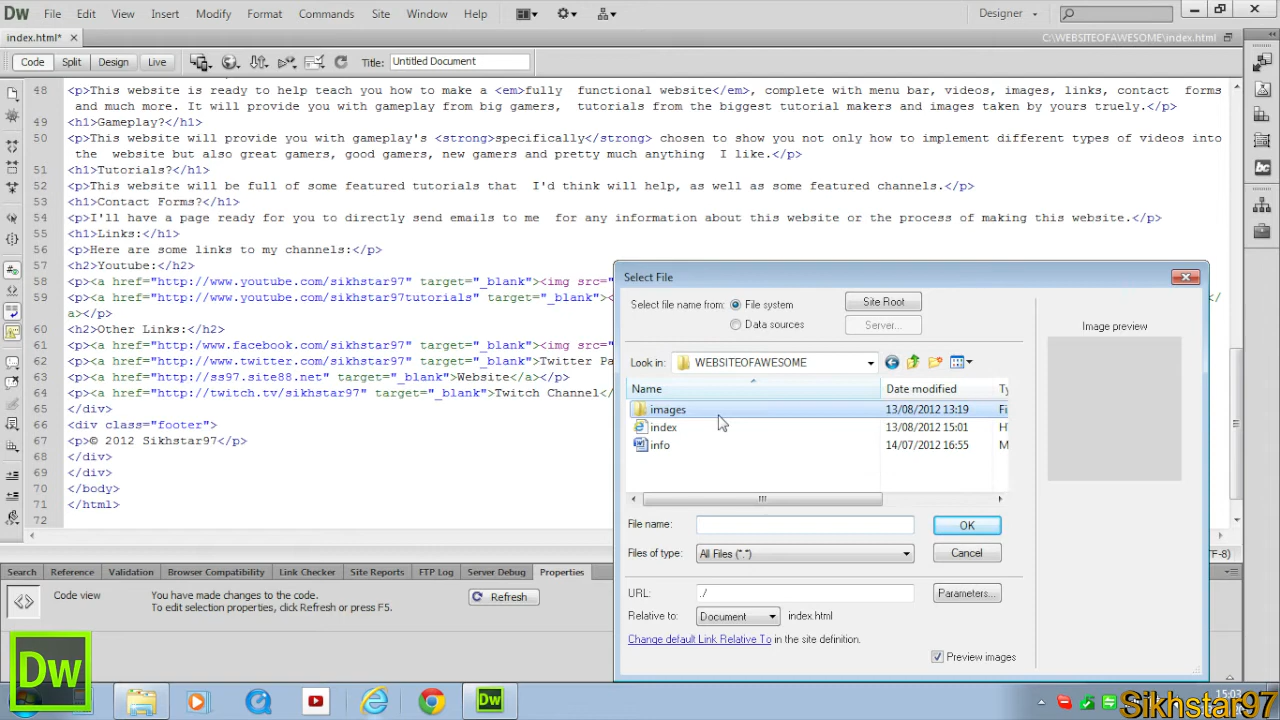 Dw File Edit View Insert Modify Format Commands Site Window Help Designer
index.html* C:\WEBSITEOFAWESOME\index.html
Code Split Design Live Title: Untitled Document
48 <p>This website is ready to help teach you how to make a <em>fully functional website</em>, complete with menu bar, videos, images, links, contact forms
and much more. It will provide you with gameplay from big gamers, tutorials from the biggest tutorial makers and images taken by yours truely.</p>
49 <h1>Gameplay?</h1>
50 <p>This website will provide you with gameplay's <strong>specifically</strong> chosen to show you not only how to implement different types of videos into
the website but also great gamers, good gamers, new gamers and pretty much anything I like.</p>
51 <h1>Tutorials?</h1>
52 <p>This website will be full of some featured tutorials that I'd think will help, as well as some featured channels.</p>
53 <h1>Contact Forms?</h1>
54 <p>I'll have a page ready for you to directly send emails to me for any information about this website or the process of making this website.</p>
55 <h1>Links:</h1>
56 <p>Here are some links to my channels:</p>
57 <h2>Youtube:</h2>
58 <p><a href="http://www.youtube.com/sikhstar97" target="_blank"><img src="
59 <p><a href="http://www.youtube.com/sikhstar97tutorials" target="_blank"><
</
a></p>
60 <h2>Other Links:</h2>
61 <p><a href="http://www.facebook.com/sikhstar97" target="_blank"><img src=
62 <p><a href="http://www.twitter.com/sikhstar97" target="_blank">Twitter Pa
63 <p><a href="http://ss97.site88.net" target="_blank">Website</a></p>
64 <p><a href="http://twitch.tv/sikhstar97" target="_blank">Twitch Channel</
65 </div>
66 <div class="footer">
67 <p>© 2012 Sikhstar97</p>
68 </div>
69 </div>
70 </body>
71 </html>
72
Select File
Select file name from: File system Site Root
Data sources Server...
Image preview
Look in: WEBSITEOFAWESOME
Name Date modified Ty
images 13/08/2012 13:19 Fi
index 13/08/2012 15:01 H
info 14/07/2012 16:55 M
File name: OK
Files of type: All Files (*.*) Cancel
URL: ./ Parameters...
Relative to: Document index.html
Change default Link Relative To in the site definition.
Preview images
Search Reference Validation Browser Compatibility Link Checker Site Reports FTP Log Server Debug Properties
Code view
You have made changes to the code.
To edit selection properties, click Refresh or press F5.
Refresh
Dw
15:03
Sikhstar97